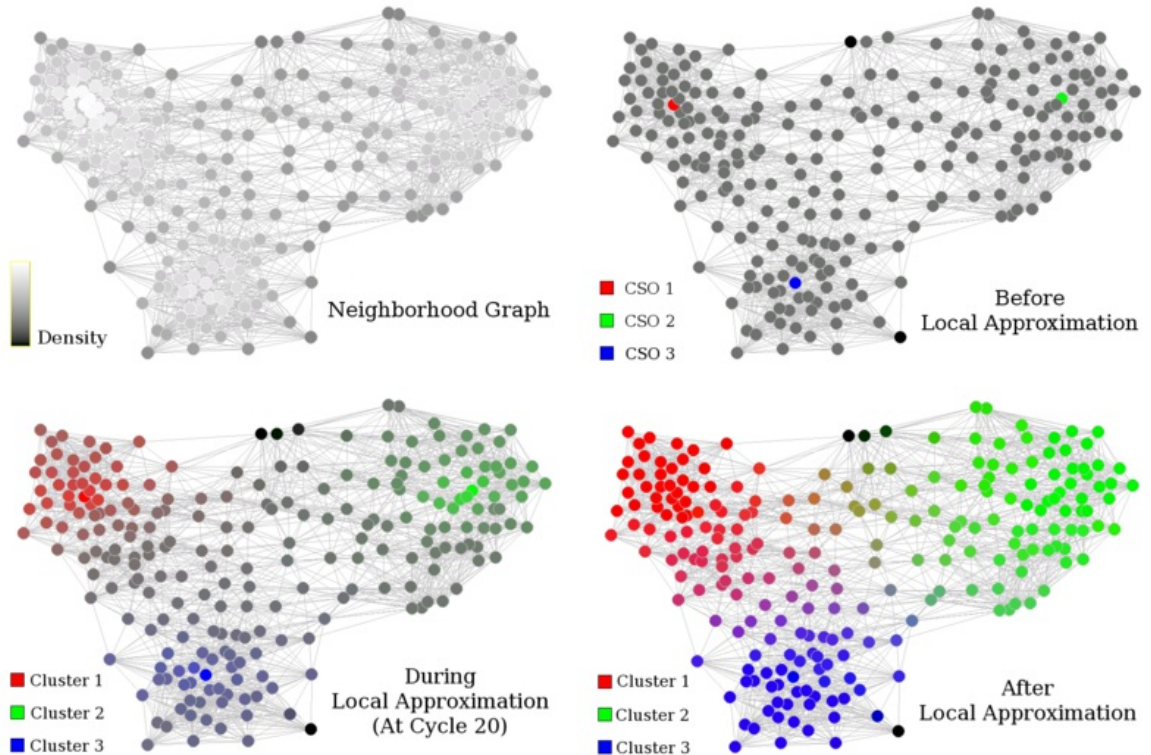 Density
Neighborhood Graph
CSO 1
CSO 2
CSO 3
Before
Local Approximation
Cluster 1
Cluster 2
Cluster 3
During
Local Approximation
(At Cycle 20)
Cluster 1
Cluster 2
Cluster 3
After
Local Approximation